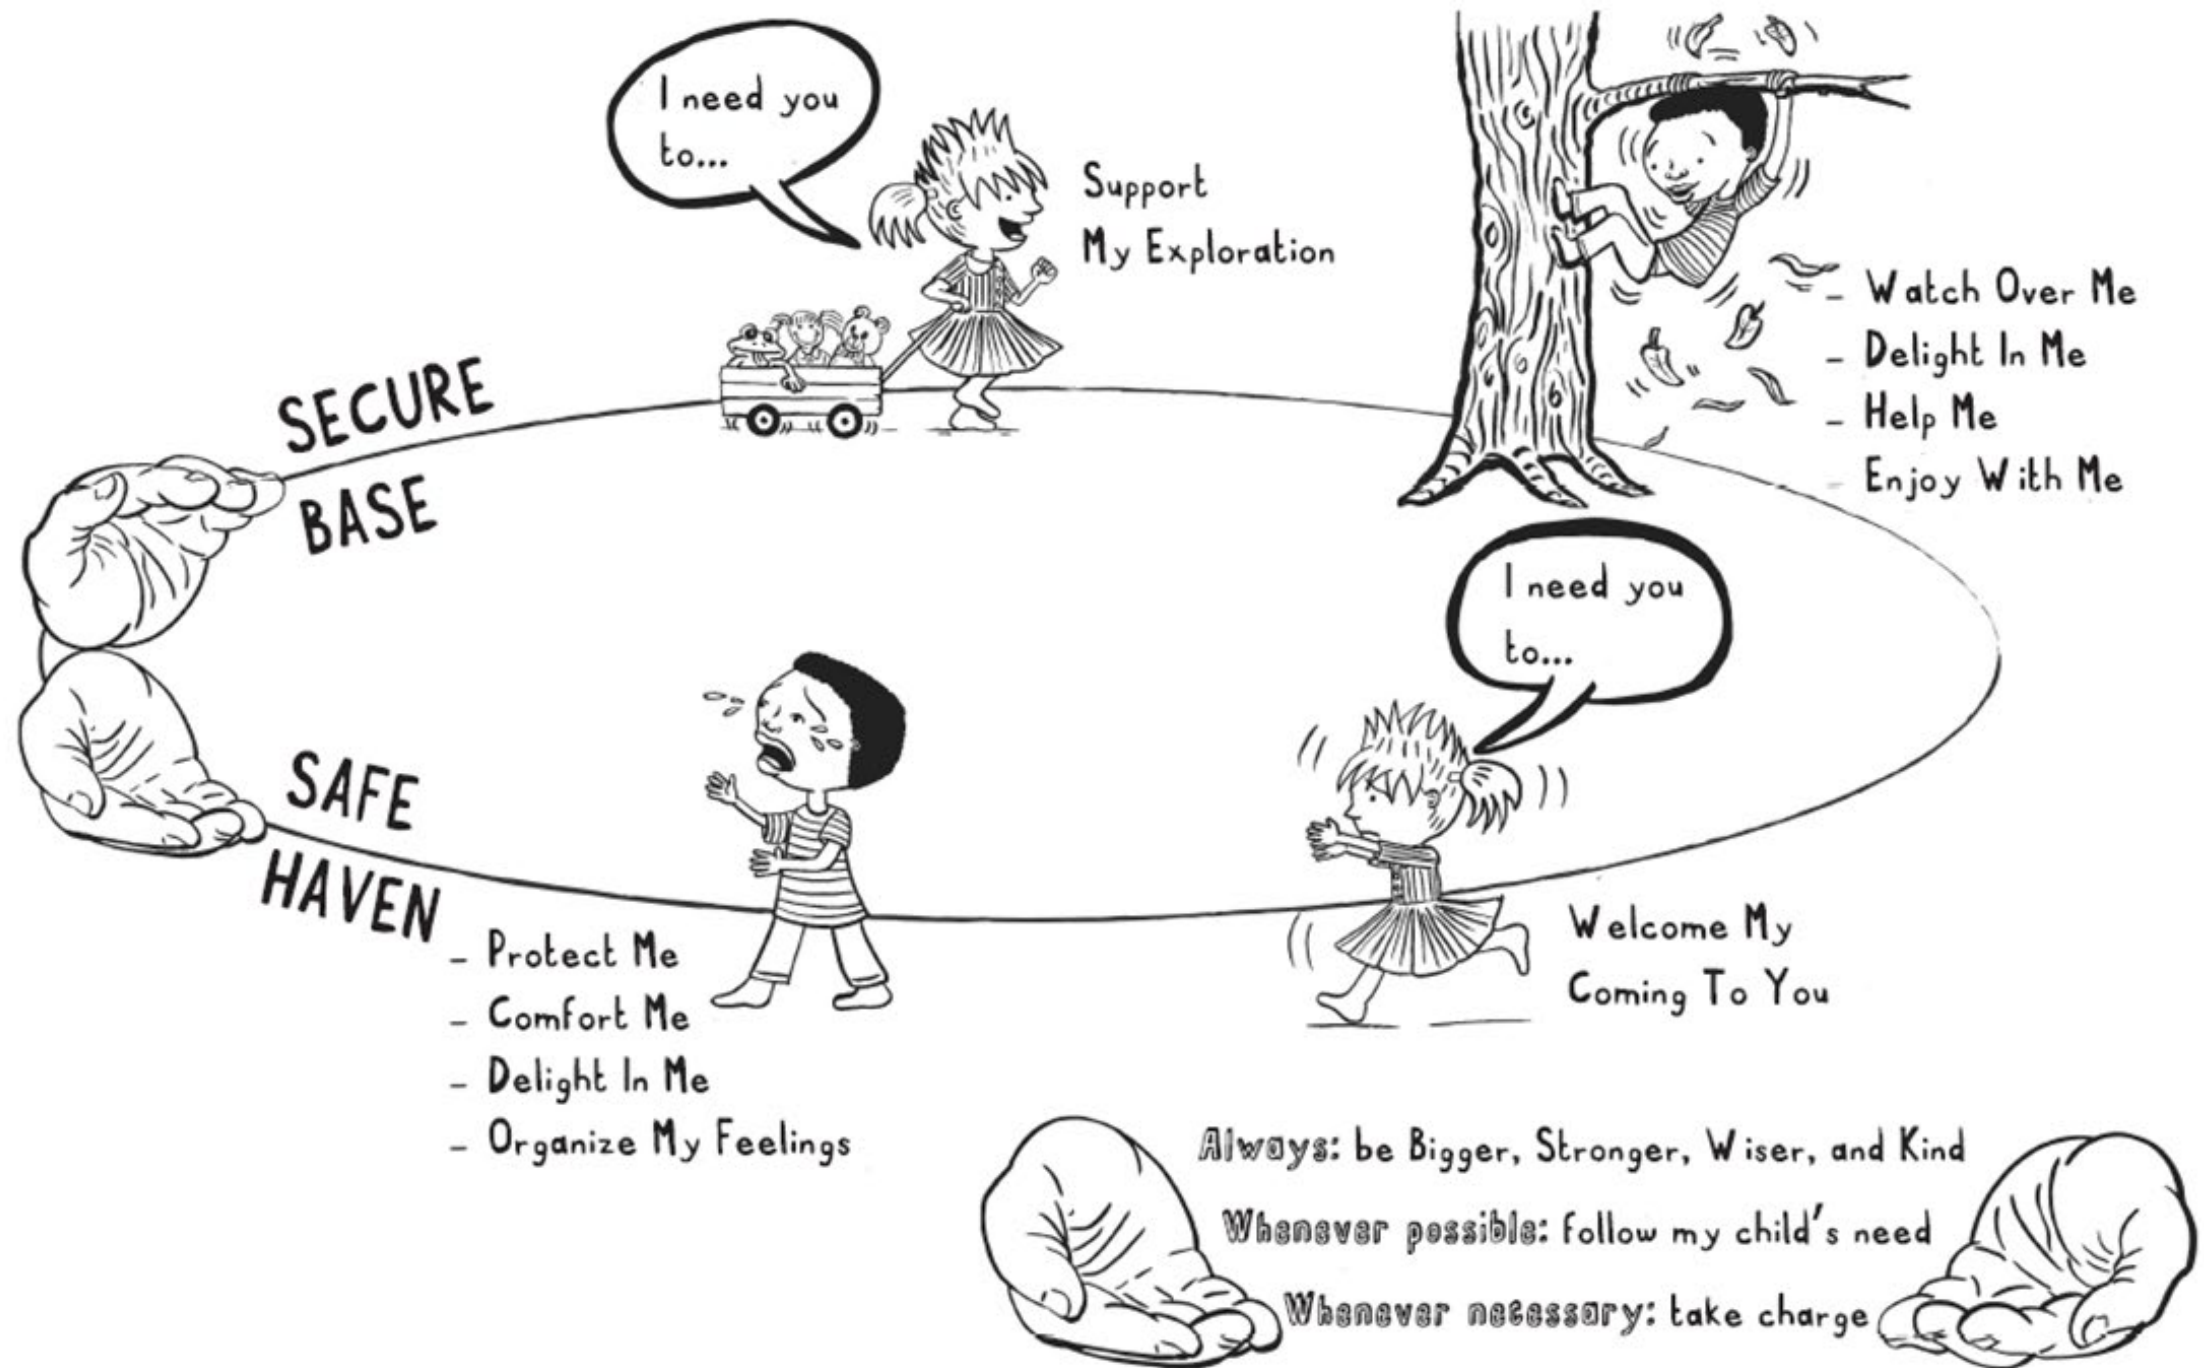 I need you
to...
Support
My Exploration
- Watch Over Me
- Delight In Me
- Help Me
- Enjoy With Me
SECURE
BASE
I need you
to...
Welcome My
Coming To You
SAFE
HAVEN
- Protect Me
- Comfort Me
- Delight In Me
- Organize My Feelings
Always: be Bigger, Stronger, Wiser, and Kind
Whenever possible: follow my child's need
Whenever necessary: take charge